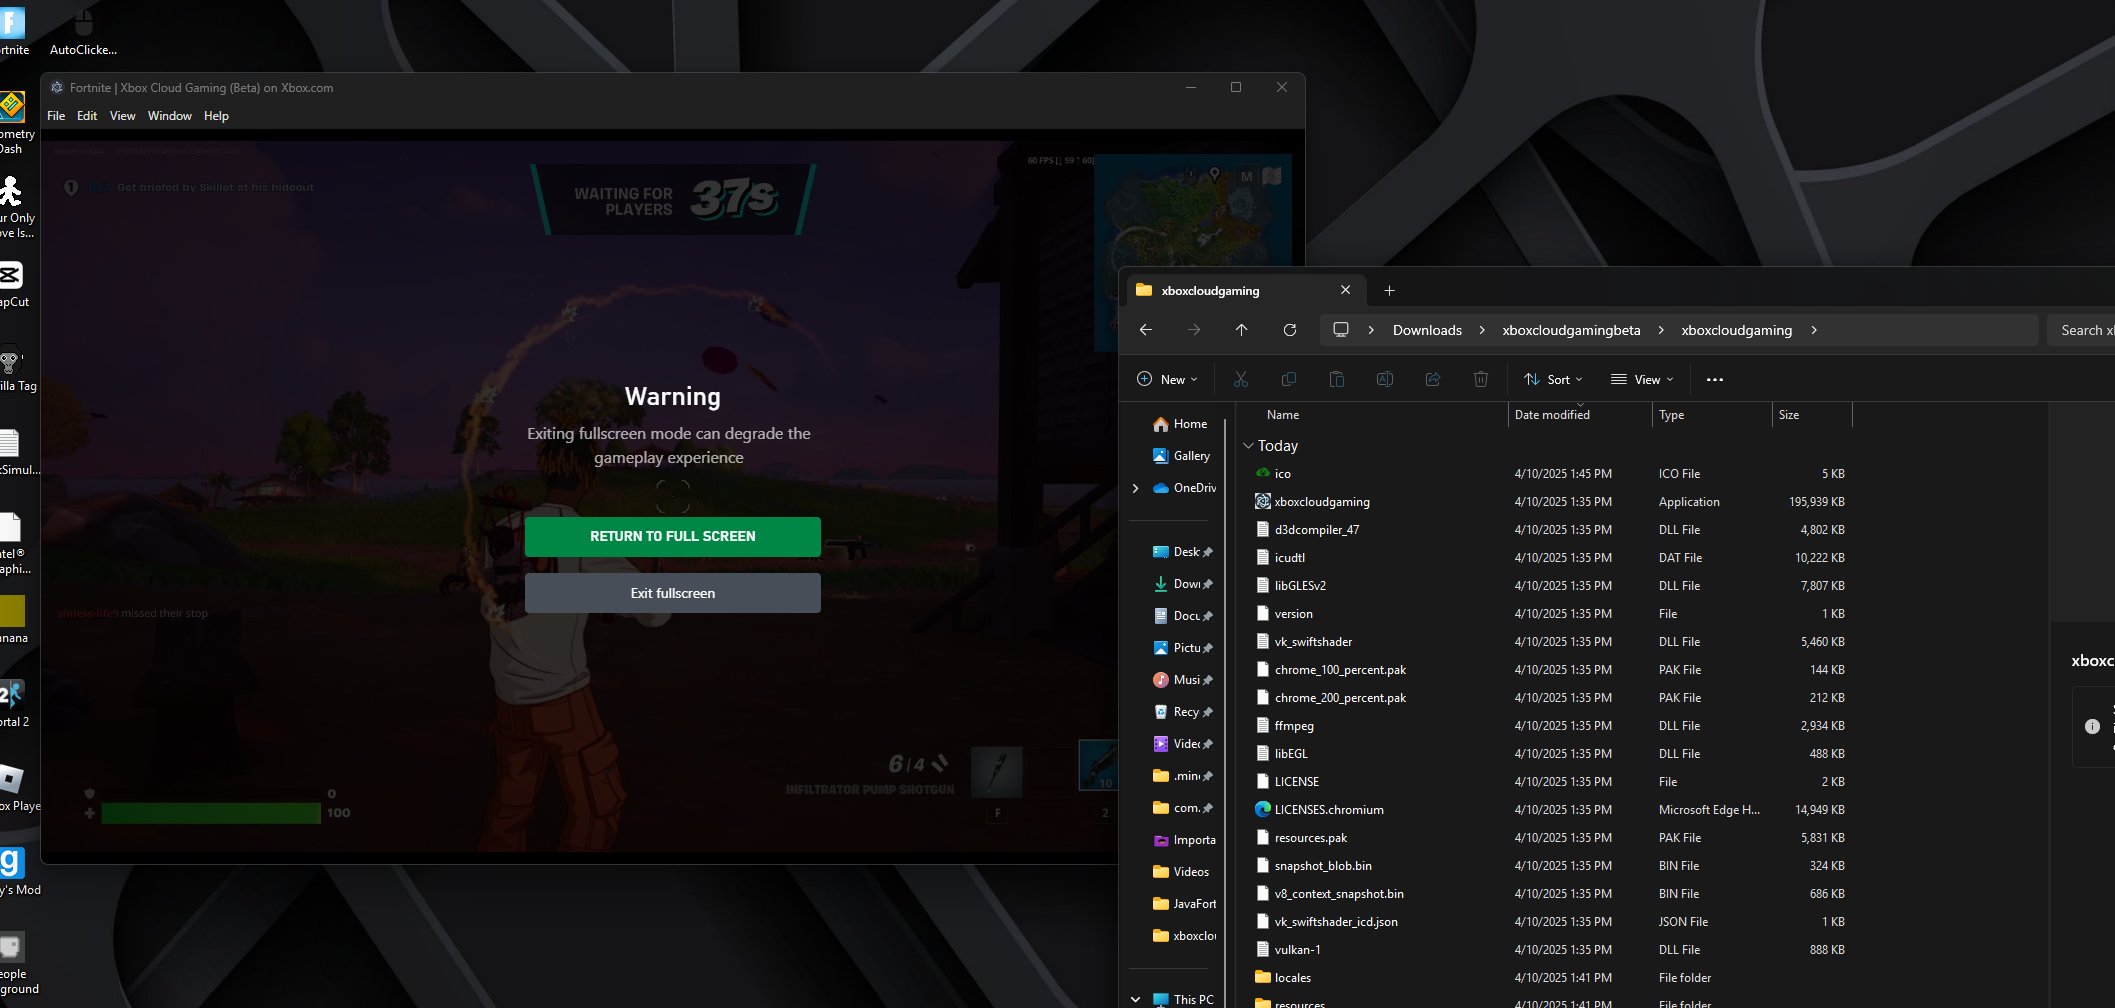 rtnite
AutoClicke...
ometry
Dash
ur Only
ove Is...
apCut
illa Tag
Simul...
ntel®
aphi...
nana
ortal 2
ox Playe
y's Mod
eople
ground
Fortnite | Xbox Cloud Gaming (Beta) on Xbox.com
File Edit View Window Help
1
Get briefed by Skillet at his hideout
WAITING FOR
PLAYERS
37s
60 FPS
M
Warning
Exiting fullscreen mode can degrade the
gameplay experience
RETURN TO FULL SCREEN
Exit fullscreen
sinless-life9 missed their stop
0
100
6/4
INFILTRATOR PUMP SHOTGUN
F
10
2
xboxcloudgaming
Downloads > xboxcloudgamingbeta > xboxcloudgaming >
Search x
New
Sort
View
Home
Gallery
OneDriv
Desk
Dow
Docu
Pictu
Musi
Recy
Videc
.min
com.
Importa
Videos
JavaFort
xboxclou
This PC
Name Date modified Type Size
Today
ico 4/10/2025 1:45 PM ICO File 5 KB
xboxcloudgaming 4/10/2025 1:35 PM Application 195,939 KB
d3dcompiler_47 4/10/2025 1:35 PM DLL File 4,802 KB
icudtl 4/10/2025 1:35 PM DAT File 10,222 KB
libGLESv2 4/10/2025 1:35 PM DLL File 7,807 KB
version 4/10/2025 1:35 PM File 1 KB
vk_swiftshader 4/10/2025 1:35 PM DLL File 5,460 KB
chrome_100_percent.pak 4/10/2025 1:35 PM PAK File 144 KB
chrome_200_percent.pak 4/10/2025 1:35 PM PAK File 212 KB
ffmpeg 4/10/2025 1:35 PM DLL File 2,934 KB
libEGL 4/10/2025 1:35 PM DLL File 488 KB
LICENSE 4/10/2025 1:35 PM File 2 KB
LICENSES.chromium 4/10/2025 1:35 PM Microsoft Edge H... 14,949 KB
resources.pak 4/10/2025 1:35 PM PAK File 5,831 KB
snapshot_blob.bin 4/10/2025 1:35 PM BIN File 324 KB
v8_context_snapshot.bin 4/10/2025 1:35 PM BIN File 686 KB
vk_swiftshader_icd.json 4/10/2025 1:35 PM JSON File 1 KB
vulkan-1 4/10/2025 1:35 PM DLL File 888 KB
locales 4/10/2025 1:41 PM File folder
resources 4/10/2025 1:41 PM File folder
xboxc